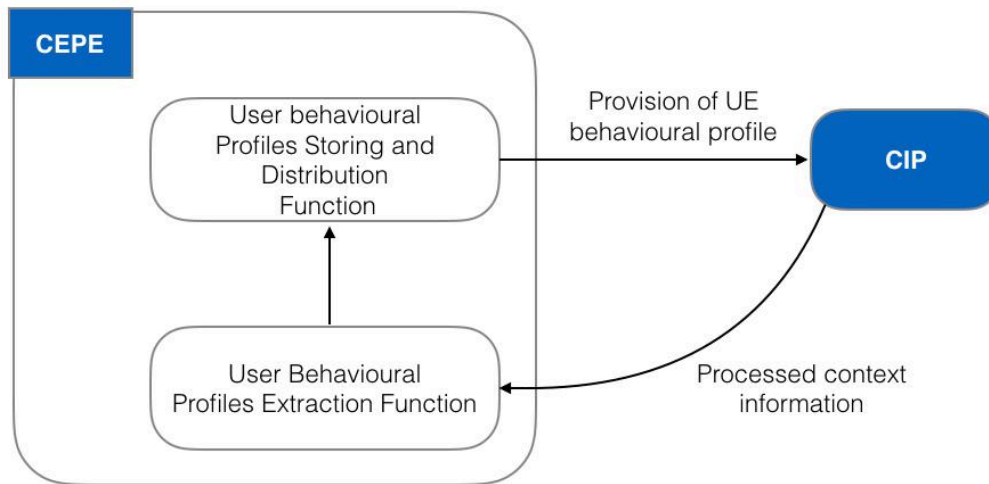 CEPE
User behavioural
Profiles Storing and
Distribution
Function
Provision of UE
behavioural profile
CIP
User Behavioural
Profiles Extraction Function
Processed context
information